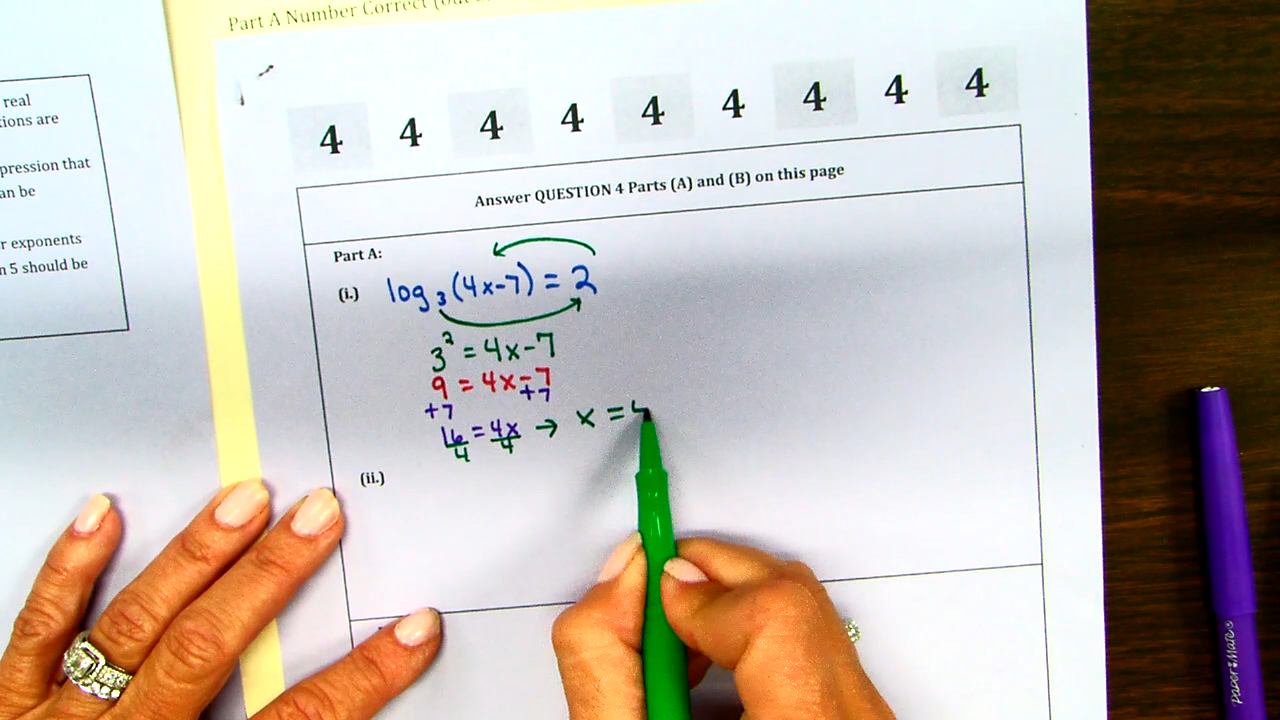 Part A Number Correct (out
real
tions are
pression that
an be
r exponents
n 5 should be
4 4 4 4 4 4 4 4 4
Answer QUESTION 4 Parts (A) and (B) on this page
Part A:
(i.) log₃(4x-7) = 2
3² = 4x-7
9 = 4x-7
+7 +7
16/4 = 4x/4 → x = 4
(ii.)
Paper Mate